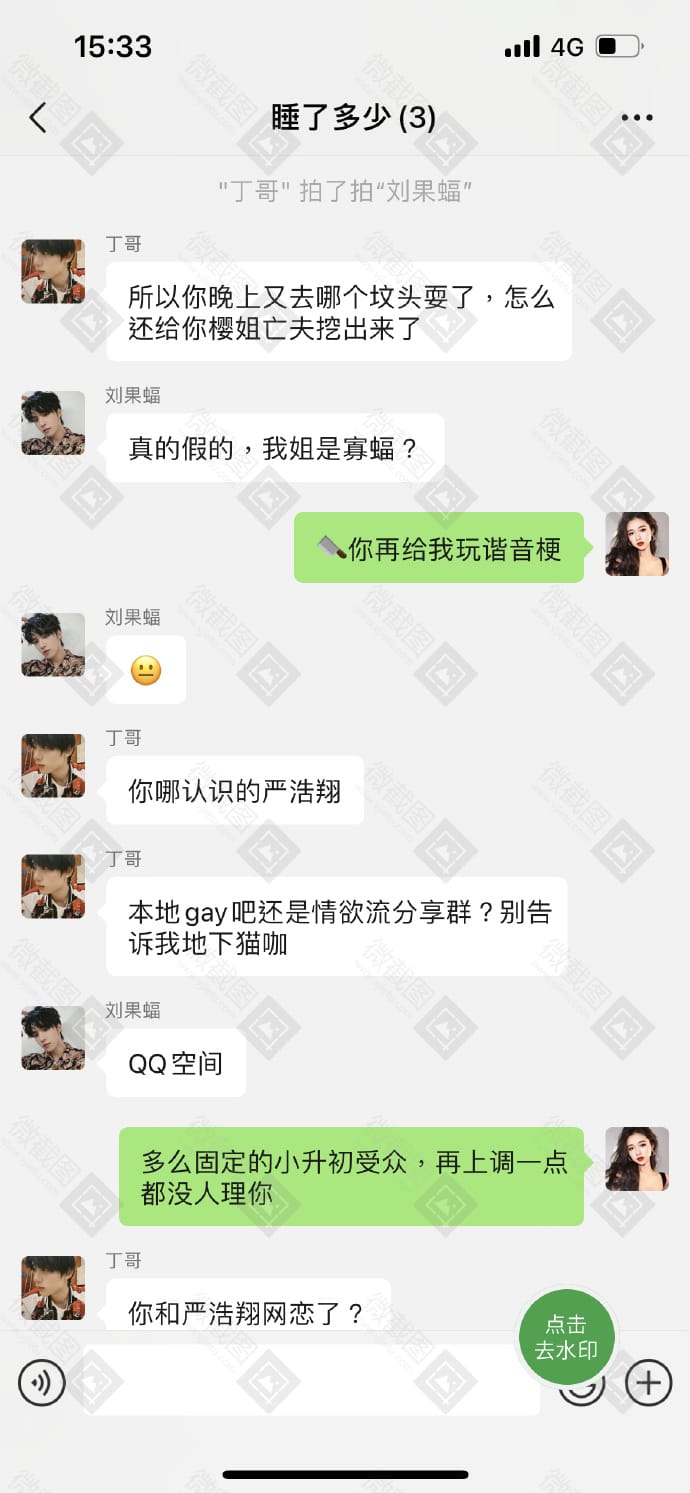 15:33
4G
睡了多少(3)
"丁哥" 拍了拍“刘果蝠”
丁哥
所以你晚上又去哪个坟头耍了，怎么
还给你樱姐亡夫挖出来了
刘果蝠
真的假的，我姐是寡蝠？
你再给我玩谐音梗
刘果蝠
丁哥
你哪认识的严浩翔
丁哥
本地gay吧还是情欲流分享群？别告
诉我地下猫咖
刘果蝠
QQ空间
多么固定的小升初受众，再上调一点
都没人理你
丁哥
你和严浩翔网恋了？
点击
去水印
微截图